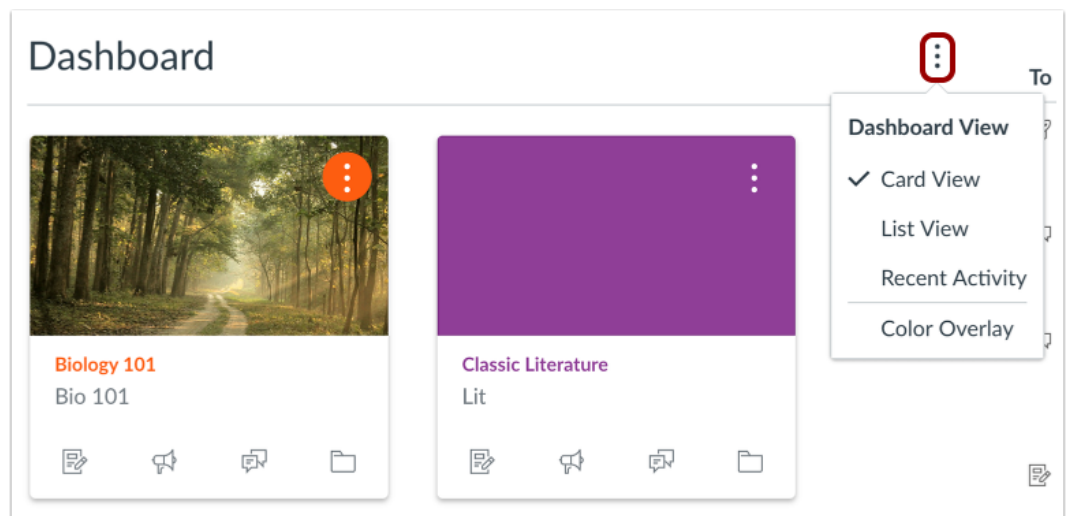 Dashboard
To
Dashboard View
Card View
List View
Recent Activity
Color Overlay
Biology 101
Bio 101
Classic Literature
Lit